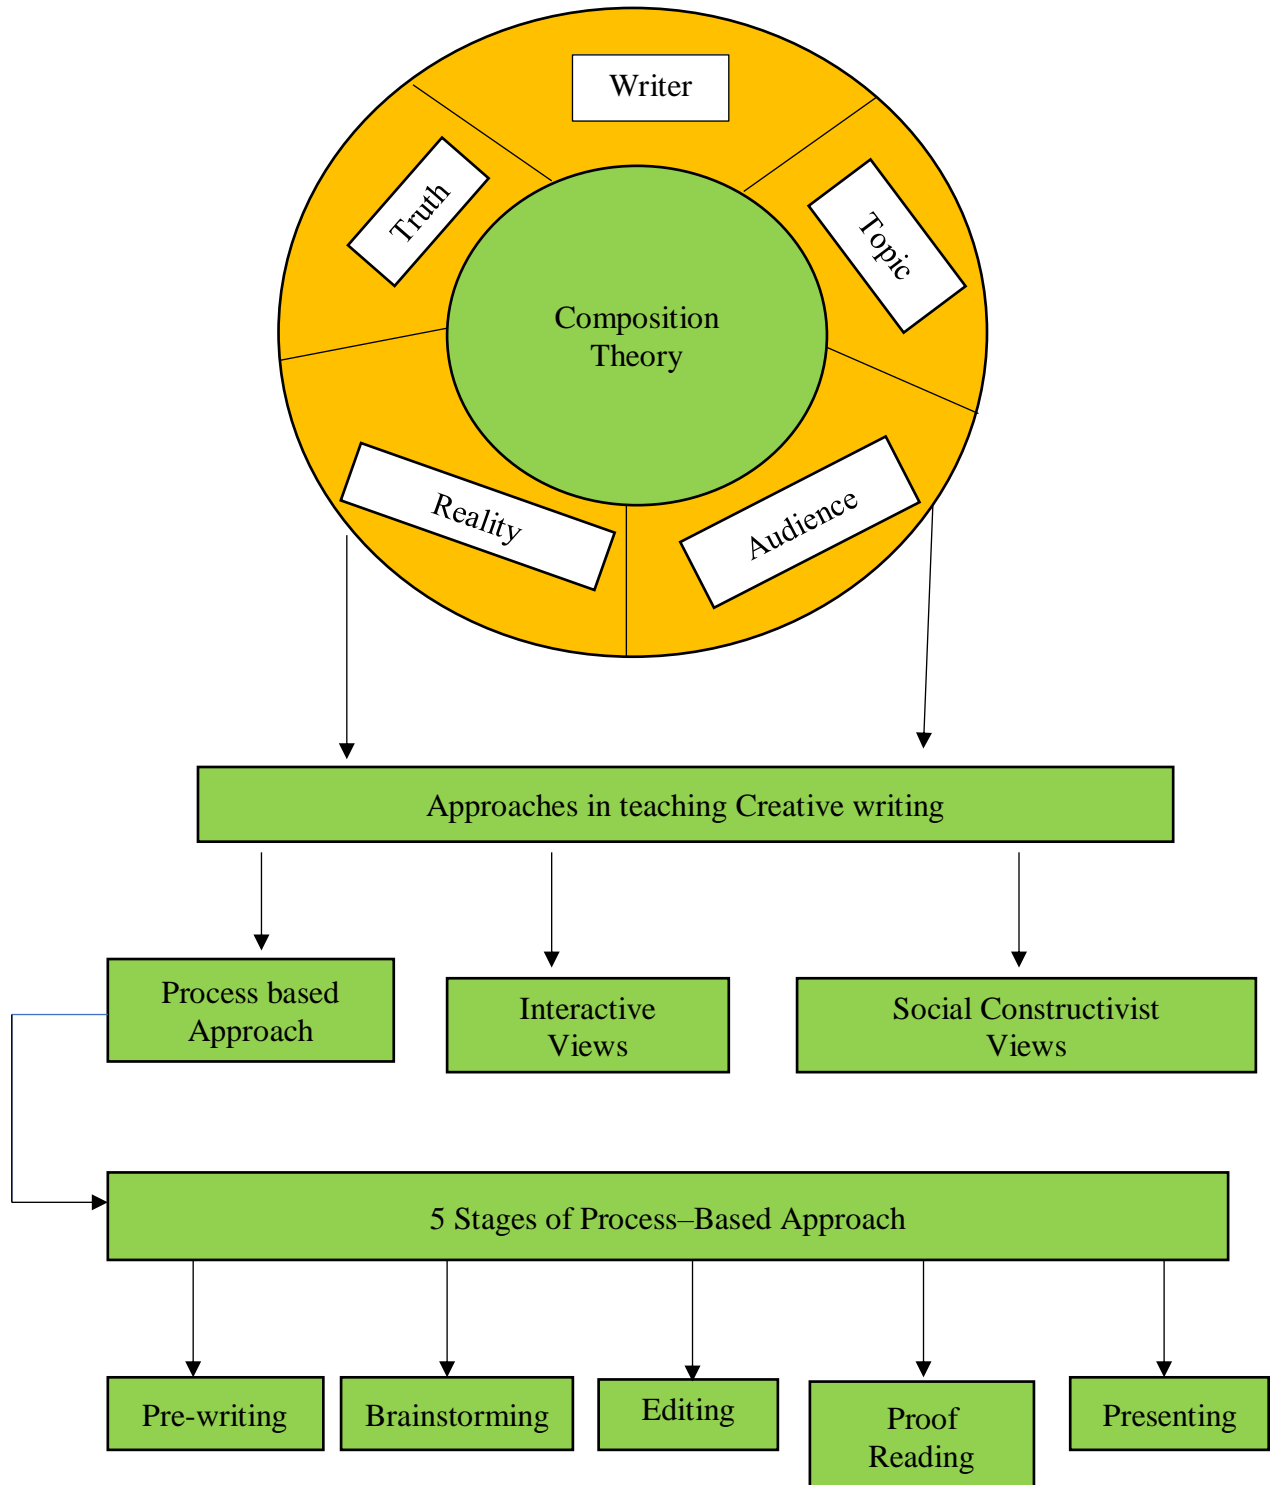 Writer
Truth
Topic
Composition
Theory
Reality
Audience
Approaches in teaching Creative writing
Process based
Approach
Interactive
Views
Social Constructivist
Views
5 Stages of Process–Based Approach
Pre-writing
Brainstorming
Editing
Proof
Reading
Presenting